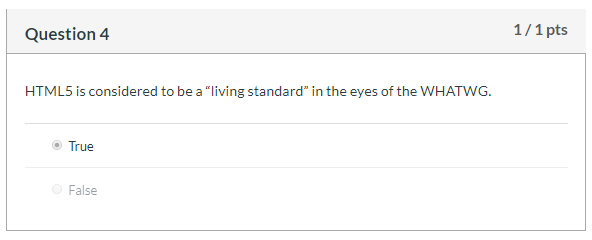 Question 4
1 / 1 pts
HTML5 is considered to be a “living standard” in the eyes of the WHATWG.
True
False